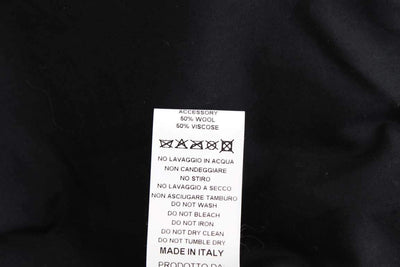 ACCESSORY
50% WOOL
50% VISCOSE
NO LAVAGGIO IN ACQUA
NON CANDEGGIARE
NO STIRO
NO LAVAGGIO A SECCO
NON ASCIUGARE TAMBURO
DO NOT WASH
DO NOT BLEACH
DO NOT IRON
DO NOT DRY CLEAN
DO NOT TUMBLE DRY
MADE IN ITALY
PRODOTTO DA: